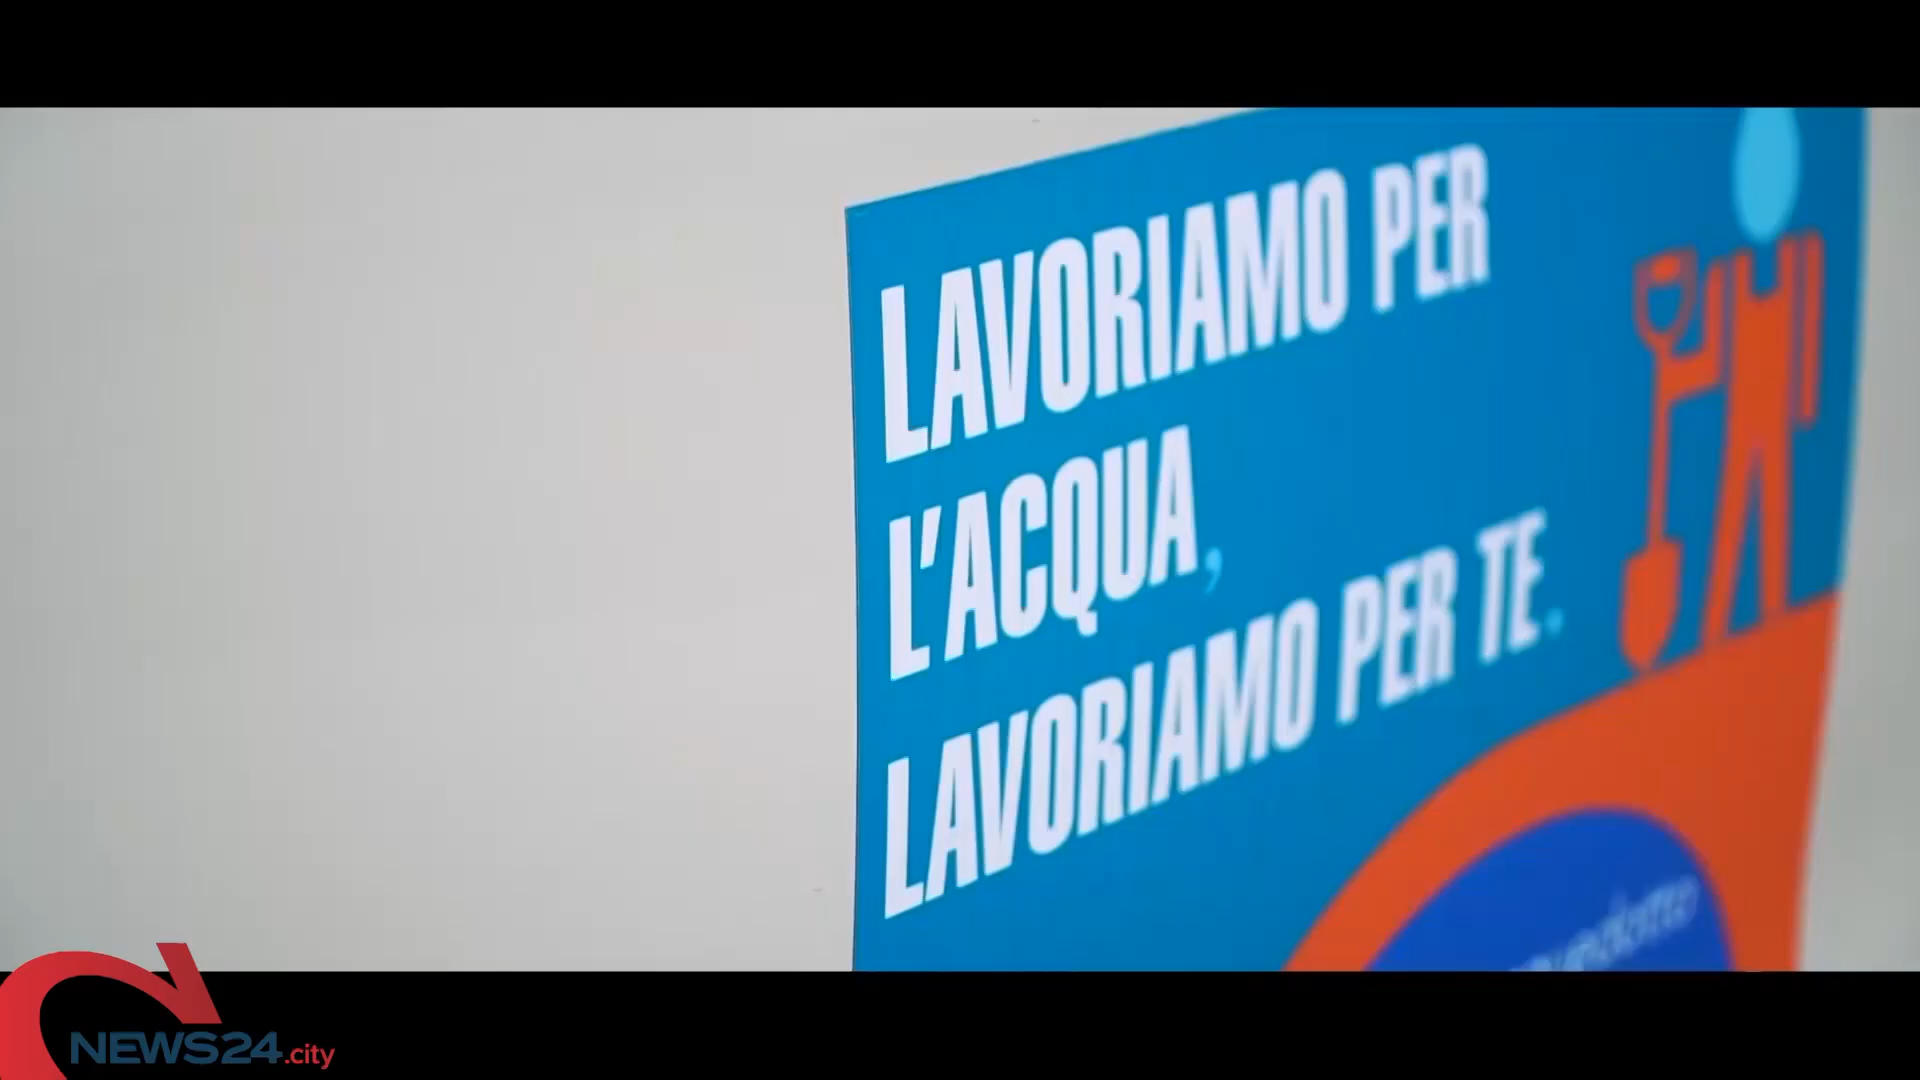 LAVORIAMO PER
L'ACQUA,
LAVORIAMO PER TE.
NEWS24.city